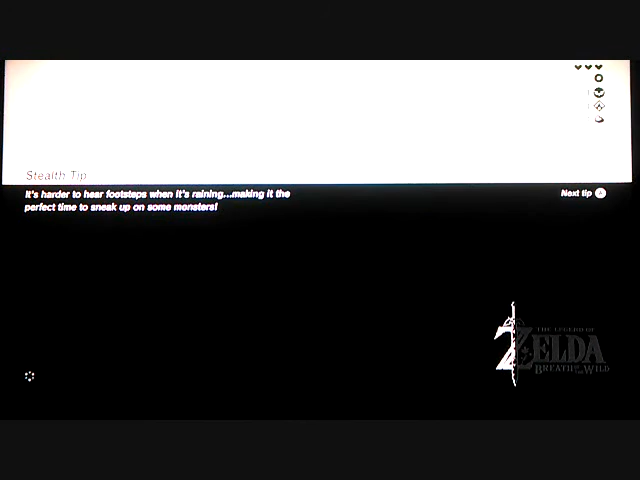 Stealth Tip
It's harder to hear footsteps when it's raining...making it the
perfect time to sneak up on some monsters!
Next tip A
THE LEGEND OF
ZELDA
BREATH OF THE WILD